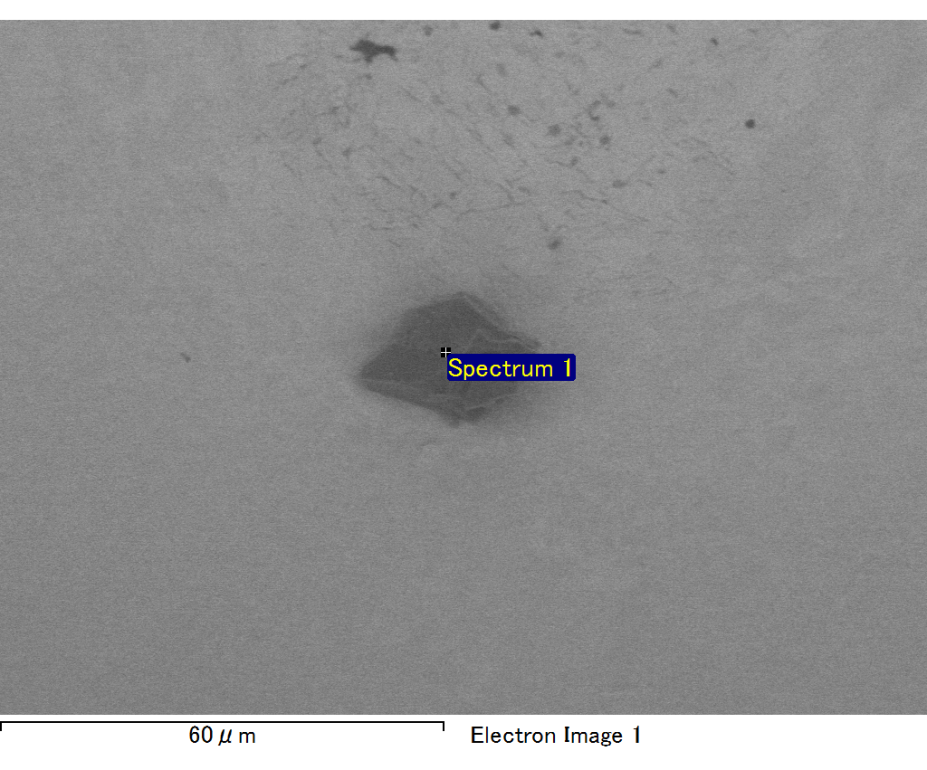 Spectrum 1
60 μ m
Electron Image 1